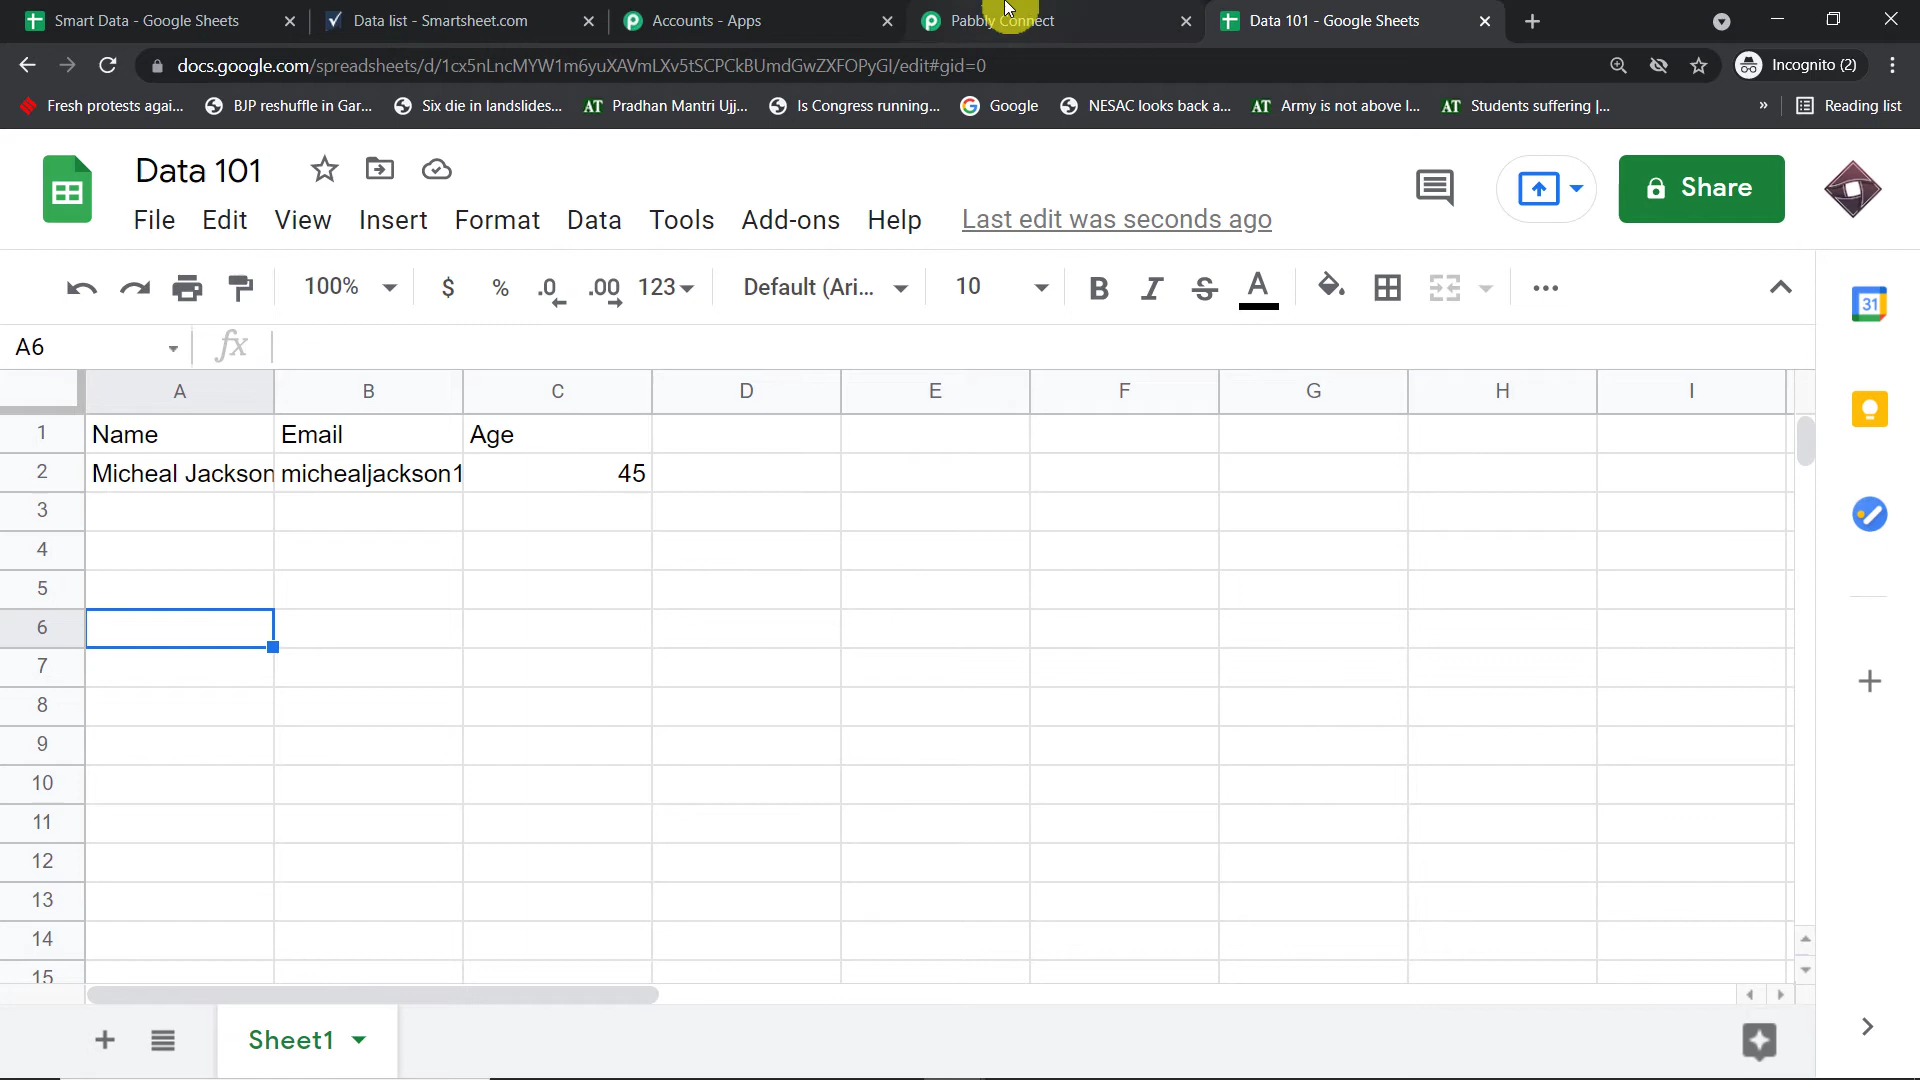 Smart Data - Google Sheets
Data list - Smartsheet.com
Accounts - Apps
Pabbly Connect
Data 101 - Google Sheets
docs.google.com/spreadsheets/d/1cx5nLncMYW1m6yuXAVmLXv5tSCPCkBUmdGwZXFOPyGI/edit#gid=0
Incognito (2)
Fresh protests agai...
BJP reshuffle in Gar...
Six die in landslides...
AT Pradhan Mantri Ujj...
Is Congress running...
Google
NESAC looks back a...
AT Army is not above l...
AT Students suffering |...
»
Reading list
Data 101
File Edit View Insert Format Data Tools Add-ons Help Last edit was seconds ago
Share
100% $ % .0 .00 123 Default (Ari... 10 B I S A
31
A6 fx
A B C D E F G H I
1 Name Email Age
2 Micheal Jackson michealjackson1 45
3
4
5
6
7
8
9
10
11
12
13
14
15
Sheet1